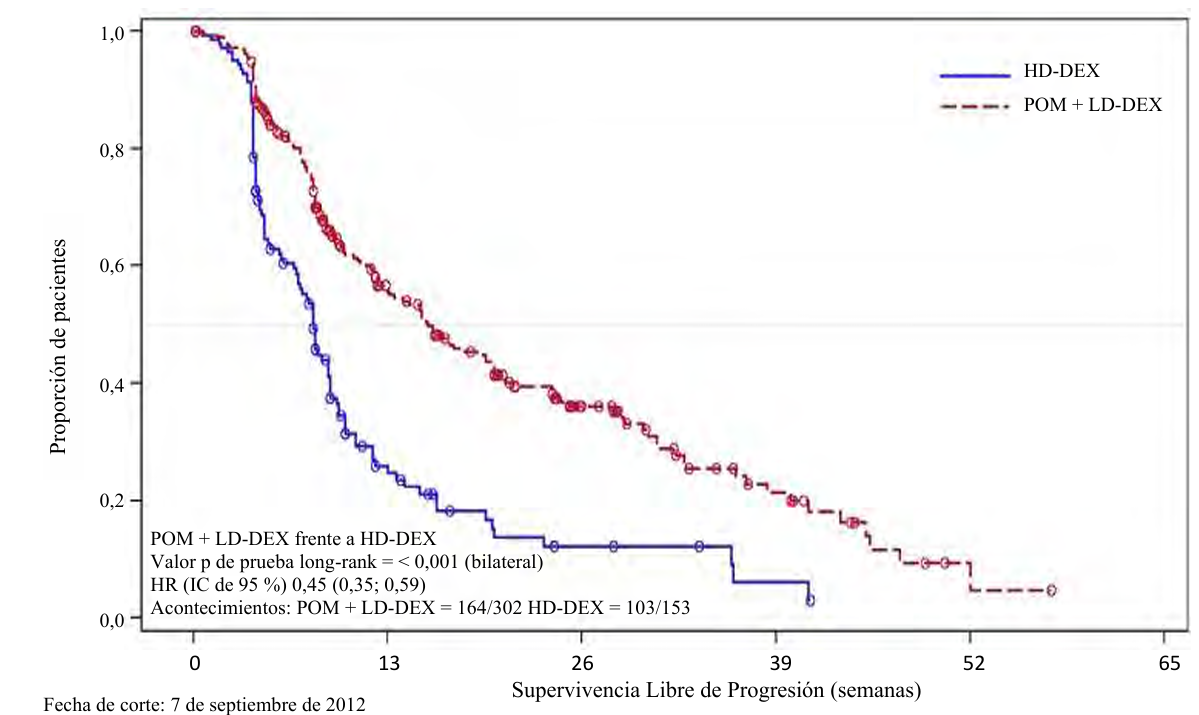 1,0
0,8
0,6
0,4
0,2
0,0
Proporción de pacientes
HD-DEX
POM + LD-DEX
POM + LD-DEX frente a HD-DEX
Valor p de prueba long-rank = < 0,001 (bilateral)
HR (IC de 95 %) 0,45 (0,35; 0,59)
Acontecimientos: POM + LD-DEX = 164/302 HD-DEX = 103/153
0 13 26 39 52 65
Supervivencia Libre de Progresión (semanas)
Fecha de corte: 7 de septiembre de 2012